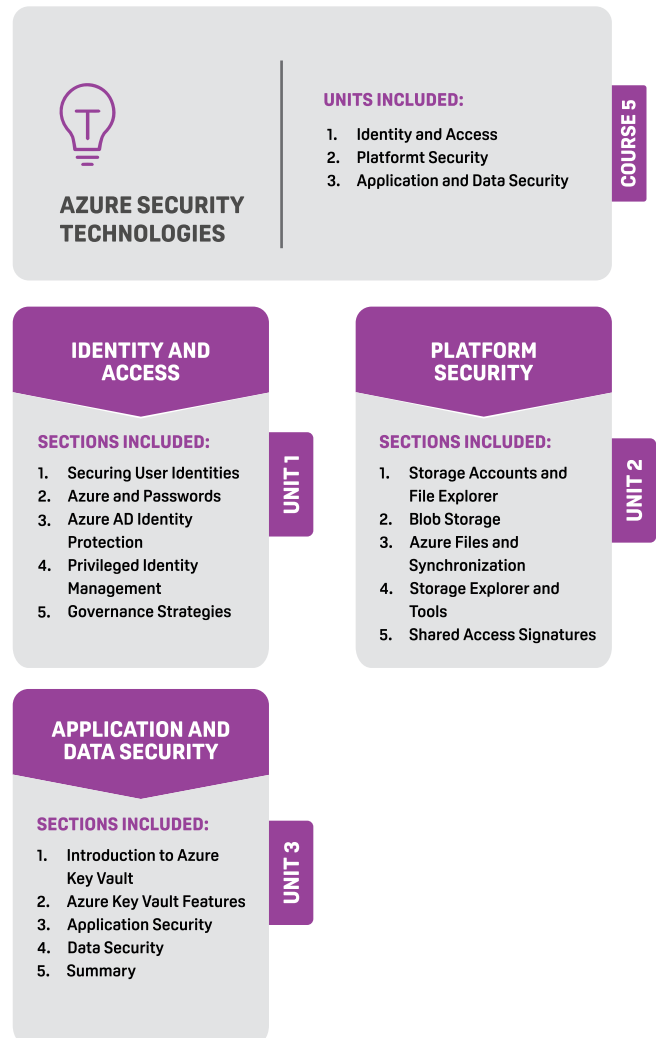 AZURE SECURITY
TECHNOLOGIES
UNITS INCLUDED:
1. Identity and Access
2. Platformt Security
3. Application and Data Security
COURSE 5
IDENTITY AND
ACCESS
SECTIONS INCLUDED:
1. Securing User Identities
2. Azure and Passwords
3. Azure AD Identity
Protection
4. Privileged Identity
Management
5. Governance Strategies
UNIT 1
PLATFORM
SECURITY
SECTIONS INCLUDED:
1. Storage Accounts and
File Explorer
2. Blob Storage
3. Azure Files and
Synchronization
4. Storage Explorer and
Tools
5. Shared Access Signatures
UNIT 2
APPLICATION AND
DATA SECURITY
SECTIONS INCLUDED:
1. Introduction to Azure
Key Vault
2. Azure Key Vault Features
3. Application Security
4. Data Security
5. Summary
UNIT 3